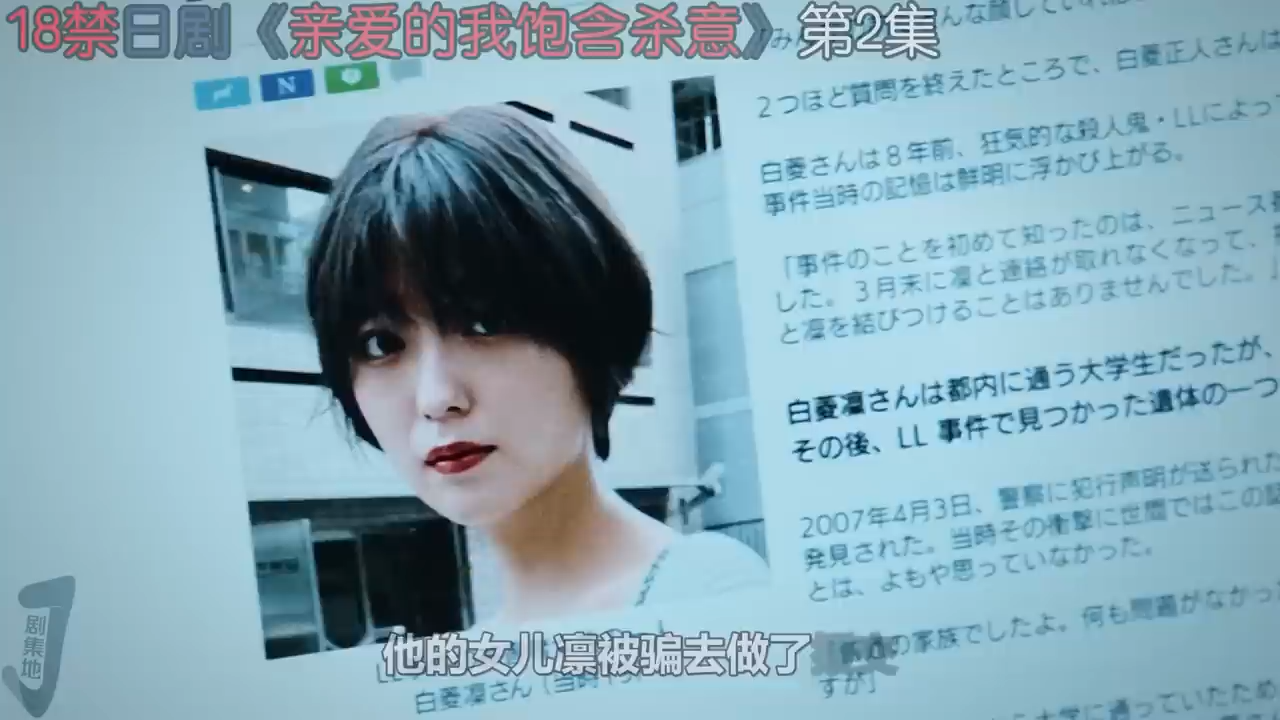 18禁日剧《亲爱的我饱含杀意》第2集
N
2つほど質問を終えたところで、白菱正人さんは
白菱さんは8年前、狂気的な殺人鬼・LLによっ
事件当時の記憶は鮮明に浮かび上がる。
「事件のことを初めて知ったのは、ニュース
した。3月末に凜と連絡が取れなくなって、
と凜を結びつけることはありませんでした。
白菱凜さんは都内に通う大学生だったが、
その後、LL 事件で見つかった遺体の一つ
2007年4月3日、警察に犯行声明が送られた
発見された。当時その衝撃に世間ではこの
とは、よもや思っていなかった。
の家族でしたよ。何も問題がなかっ
すが」
大学に通っていたため
他的女儿凛被骗去做了
白菱凜さん(当時
剧集地